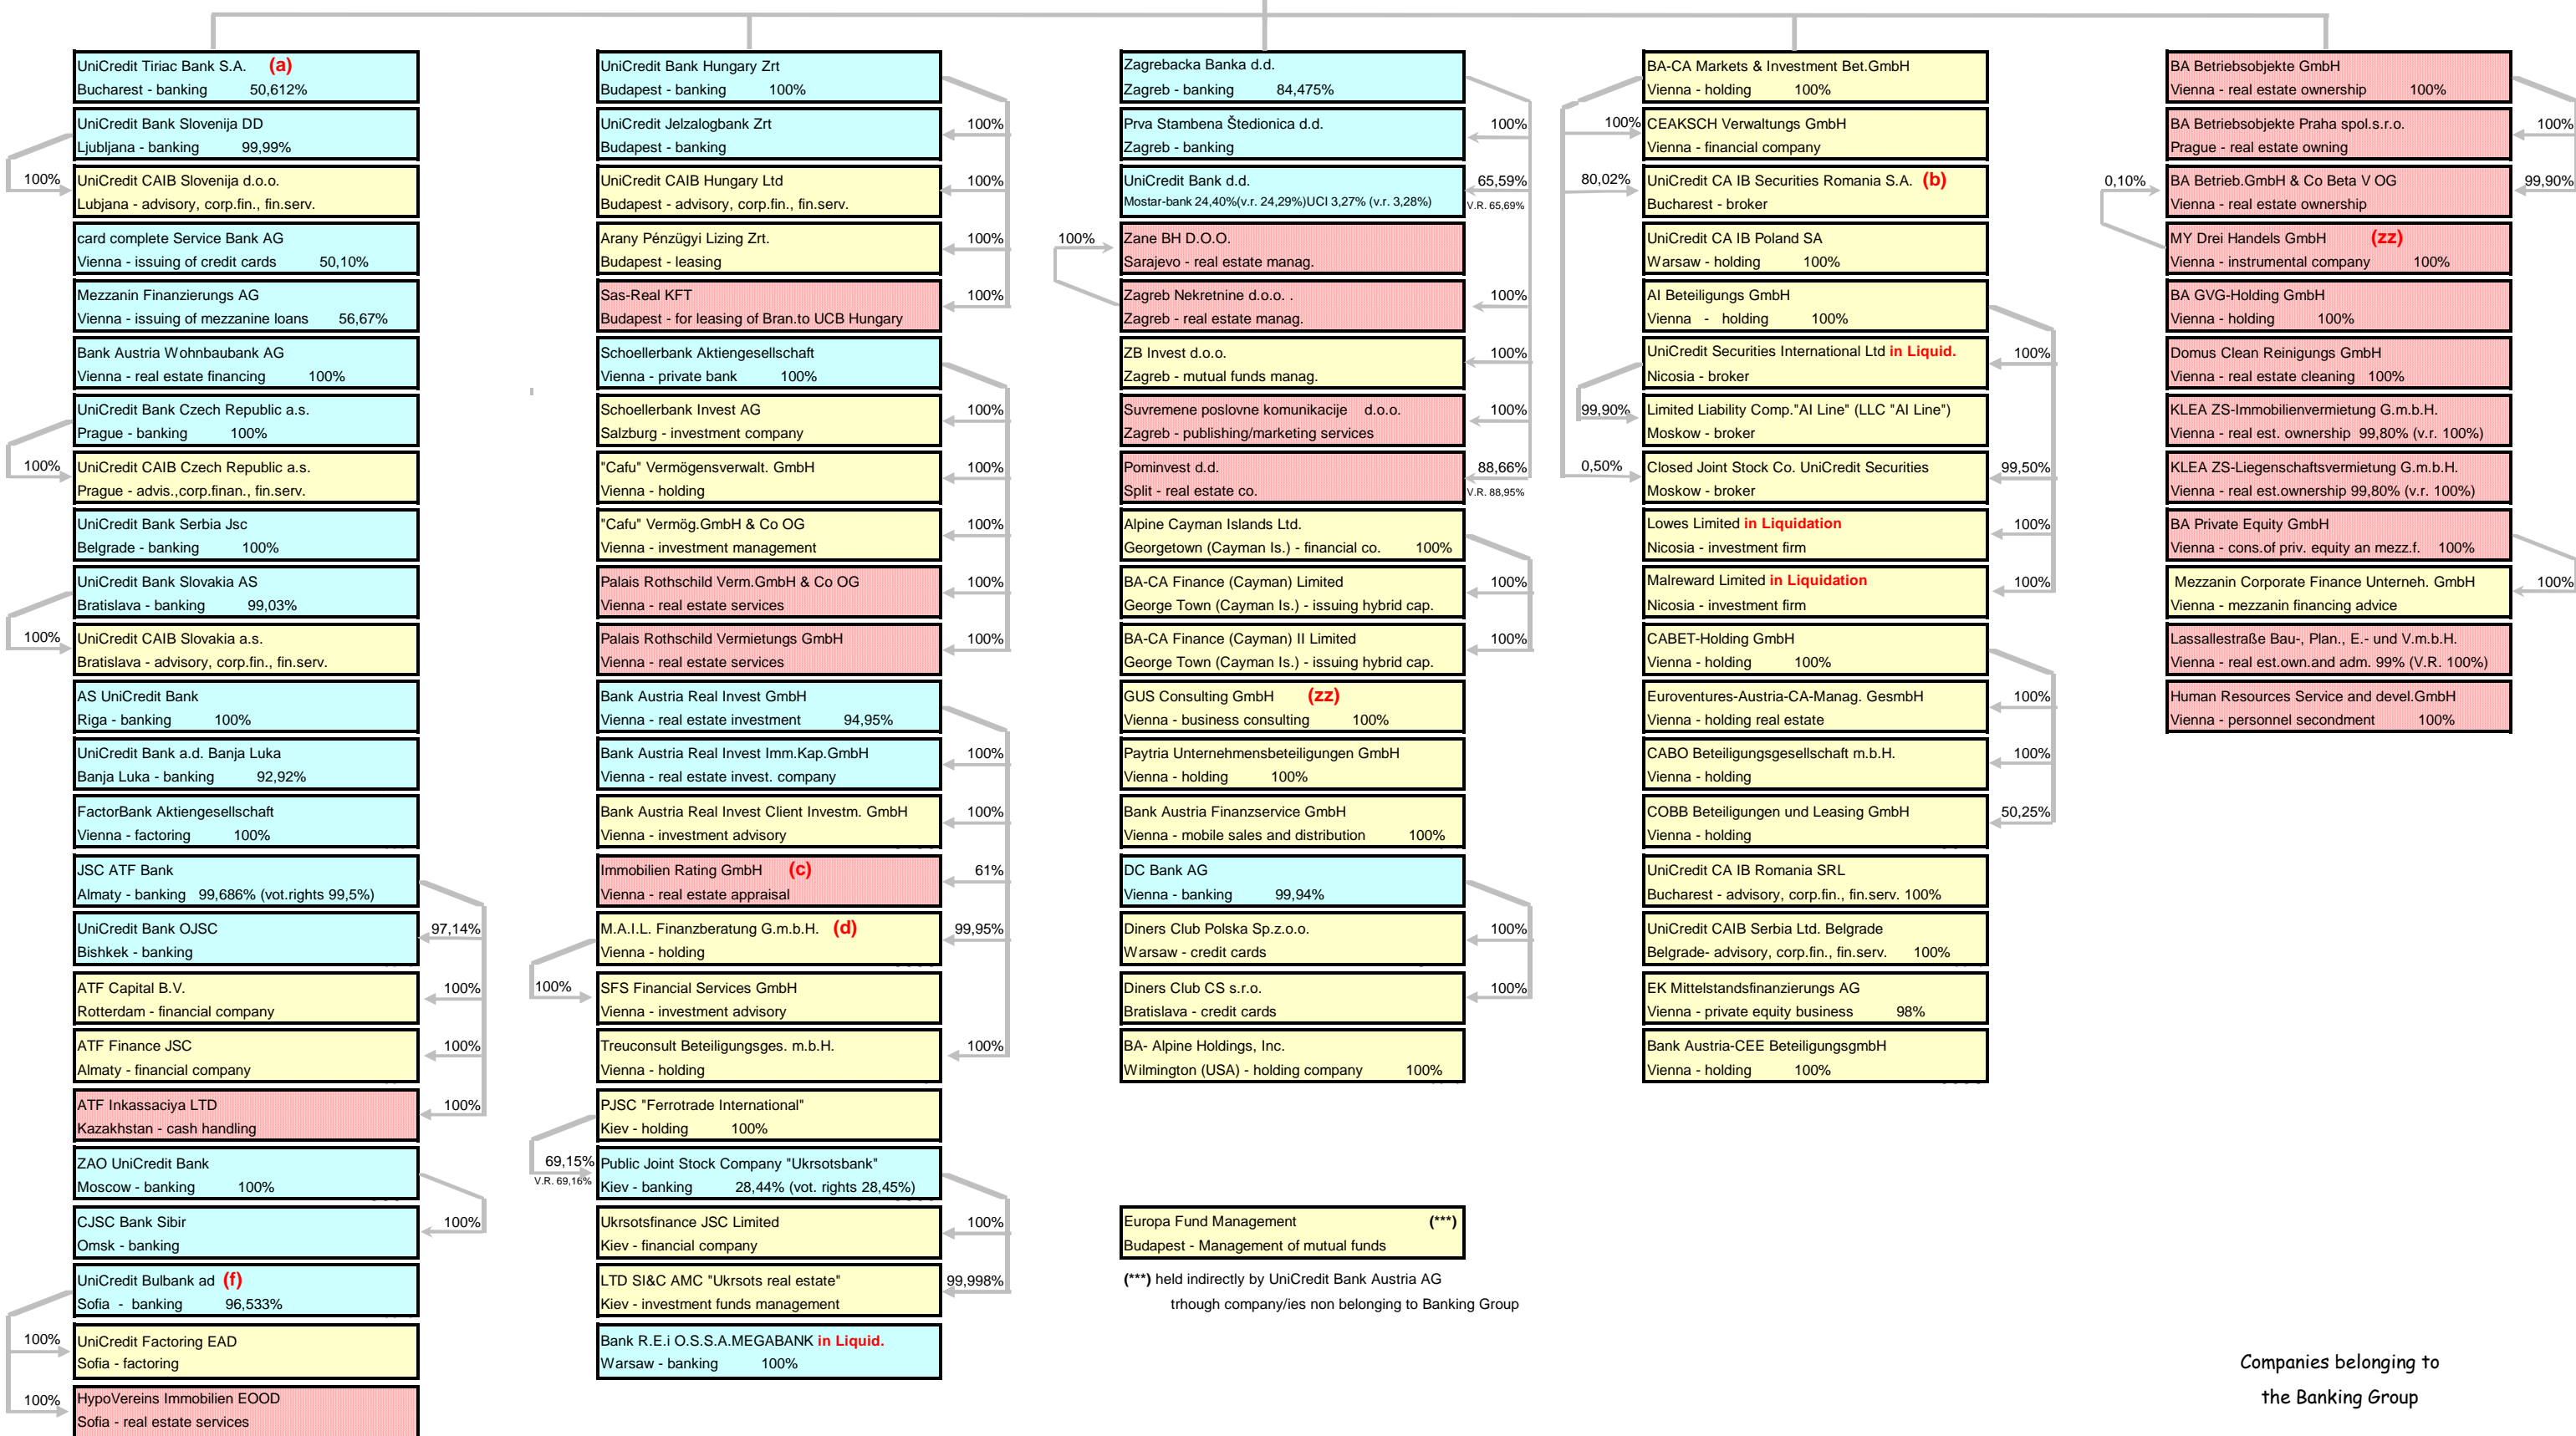 UniCredit Tiriac Bank S.A. (a)
Bucharest - banking 50,612%
UniCredit Bank Slovenija DD
Ljubljana - banking 99,99%
100%
UniCredit CAIB Slovenija d.o.o.
Lubjana - advisory, corp.fin., fin.serv.
card complete Service Bank AG
Vienna - issuing of credit cards 50,10%
Mezzanin Finanzierungs AG
Vienna - issuing of mezzanine loans 56,67%
Bank Austria Wohnbaubank AG
Vienna - real estate financing 100%
UniCredit Bank Czech Republic a.s.
Prague - banking 100%
100%
UniCredit CAIB Czech Republic a.s.
Prague - advis.,corp.finan., fin.serv.
UniCredit Bank Serbia Jsc
Belgrade - banking 100%
UniCredit Bank Slovakia AS
Bratislava - banking 99,03%
100%
UniCredit CAIB Slovakia a.s.
Bratislava - advisory, corp.fin., fin.serv.
AS UniCredit Bank
Riga - banking 100%
UniCredit Bank a.d. Banja Luka
Banja Luka - banking 92,92%
FactorBank Aktiengesellschaft
Vienna - factoring 100%
JSC ATF Bank
Almaty - banking 99,686% (vot.rights 99,5%)
UniCredit Bank OJSC
Bishkek - banking
97,14%
ATF Capital B.V.
Rotterdam - financial company
100%
ATF Finance JSC
Almaty - financial company
100%
ATF Inkassaciya LTD
Kazakhstan - cash handling
100%
ZAO UniCredit Bank
Moscow - banking 100%
CJSC Bank Sibir
Omsk - banking
100%
UniCredit Bulbank ad (f)
Sofia - banking 96,533%
100%
UniCredit Factoring EAD
Sofia - factoring
100%
HypoVereins Immobilien EOOD
Sofia - real estate services
UniCredit Bank Hungary Zrt
Budapest - banking 100%
UniCredit Jelzalogbank Zrt
Budapest - banking
100%
UniCredit CAIB Hungary Ltd
Budapest - advisory, corp.fin., fin.serv.
100%
Arany Pénzügyi Lizing Zrt.
Budapest - leasing
100%
Sas-Real KFT
Budapest - for leasing of Bran.to UCB Hungary
100%
Schoellerbank Aktiengesellschaft
Vienna - private bank 100%
Schoellerbank Invest AG
Salzburg - investment company
100%
"Cafu" Vermögensverwalt. GmbH
Vienna - holding
100%
"Cafu" Vermög.GmbH & Co OG
Vienna - investment management
100%
Palais Rothschild Verm.GmbH & Co OG
Vienna - real estate services
100%
Palais Rothschild Vermietungs GmbH
Vienna - real estate services
100%
Bank Austria Real Invest GmbH
Vienna - real estate investment 94,95%
Bank Austria Real Invest Imm.Kap.GmbH
Vienna - real estate invest. company
100%
Bank Austria Real Invest Client Investm. GmbH
Vienna - investment advisory
100%
Immobilien Rating GmbH (c)
Vienna - real estate appraisal
61%
M.A.I.L. Finanzberatung G.m.b.H. (d)
Vienna - holding
99,95%
100%
SFS Financial Services GmbH
Vienna - investment advisory
Treuconsult Beteiligungsges. m.b.H.
Vienna - holding
100%
PJSC "Ferrotrade International"
Kiev - holding 100%
69,15%
V.R. 69,16%
Public Joint Stock Company "Ukrsotsbank"
Kiev - banking 28,44% (vot. rights 28,45%)
Ukrsotsfinance JSC Limited
Kiev - financial company
100%
LTD SI&C AMC "Ukrsots real estate"
Kiev - investment funds management
99,998%
Bank R.E.i O.S.S.A.MEGABANK in Liquid.
Warsaw - banking 100%
Zagrebacka Banka d.d.
Zagreb - banking 84,475%
Prva Stambena Štedionica d.d.
Zagreb - banking
100%
UniCredit Bank d.d.
Mostar-bank 24,40%(v.r. 24,29%)UCI 3,27% (v.r. 3,28%)
65,59%
V.R. 65,69%
100%
Zane BH D.O.O.
Sarajevo - real estate manag.
Zagreb Nekretnine d.o.o. .
Zagreb - real estate manag.
100%
ZB Invest d.o.o.
Zagreb - mutual funds manag.
100%
Suvremene poslovne komunikacije d.o.o.
Zagreb - publishing/marketing services
100%
Pominvest d.d.
Split - real estate co.
88,66%
V.R. 88,95%
Alpine Cayman Islands Ltd.
Georgetown (Cayman Is.) - financial co. 100%
BA-CA Finance (Cayman) Limited
George Town (Cayman Is.) - issuing hybrid cap.
100%
BA-CA Finance (Cayman) II Limited
George Town (Cayman Is.) - issuing hybrid cap.
100%
GUS Consulting GmbH (zz)
Vienna - business consulting 100%
Paytria Unternehmensbeteiligungen GmbH
Vienna - holding 100%
Bank Austria Finanzservice GmbH
Vienna - mobile sales and distribution 100%
DC Bank AG
Vienna - banking 99,94%
Diners Club Polska Sp.z.o.o.
Warsaw - credit cards
100%
Diners Club CS s.r.o.
Bratislava - credit cards
100%
BA- Alpine Holdings, Inc.
Wilmington (USA) - holding company 100%
Europa Fund Management (***)
Budapest - Management of mutual funds
(***) held indirectly by UniCredit Bank Austria AG
trhough company/ies non belonging to Banking Group
BA-CA Markets & Investment Bet.GmbH
Vienna - holding 100%
100%
CEAKSCH Verwaltungs GmbH
Vienna - financial company
80,02%
UniCredit CA IB Securities Romania S.A. (b)
Bucharest - broker
UniCredit CA IB Poland SA
Warsaw - holding 100%
AI Beteiligungs GmbH
Vienna - holding 100%
UniCredit Securities International Ltd in Liquid.
Nicosia - broker
100%
99,90%
Limited Liability Comp."AI Line" (LLC "AI Line")
Moskow - broker
0,50%
Closed Joint Stock Co. UniCredit Securities
Moskow - broker
99,50%
Lowes Limited in Liquidation
Nicosia - investment firm
100%
Malreward Limited in Liquidation
Nicosia - investment firm
100%
CABET-Holding GmbH
Vienna - holding 100%
Euroventures-Austria-CA-Manag. GesmbH
Vienna - holding real estate
100%
CABO Beteiligungsgesellschaft m.b.H.
Vienna - holding
100%
COBB Beteiligungen und Leasing GmbH
Vienna - holding
50,25%
UniCredit CA IB Romania SRL
Bucharest - advisory, corp.fin., fin.serv. 100%
UniCredit CAIB Serbia Ltd. Belgrade
Belgrade- advisory, corp.fin., fin.serv. 100%
EK Mittelstandsfinanzierungs AG
Vienna - private equity business 98%
Bank Austria-CEE BeteiligungsgmbH
Vienna - holding 100%
BA Betriebsobjekte GmbH
Vienna - real estate ownership 100%
BA Betriebsobjekte Praha spol.s.r.o.
Prague - real estate owning
100%
0,10%
BA Betrieb.GmbH & Co Beta V OG
Vienna - real estate ownership
99,90%
MY Drei Handels GmbH (zz)
Vienna - instrumental company 100%
BA GVG-Holding GmbH
Vienna - holding 100%
Domus Clean Reinigungs GmbH
Vienna - real estate cleaning 100%
KLEA ZS-Immobilienvermietung G.m.b.H.
Vienna - real est. ownership 99,80% (v.r. 100%)
KLEA ZS-Liegenschaftsvermietung G.m.b.H.
Vienna - real est.ownership 99,80% (v.r. 100%)
BA Private Equity GmbH
Vienna - cons.of priv. equity an mezz.f. 100%
Mezzanin Corporate Finance Unterneh. GmbH
Vienna - mezzanin financing advice
100%
Lassallestraße Bau-, Plan., E.- und V.m.b.H.
Vienna - real est.own.and adm. 99% (V.R. 100%)
Human Resources Service and devel.GmbH
Vienna - personnel secondment 100%
Companies belonging to
the Banking Group